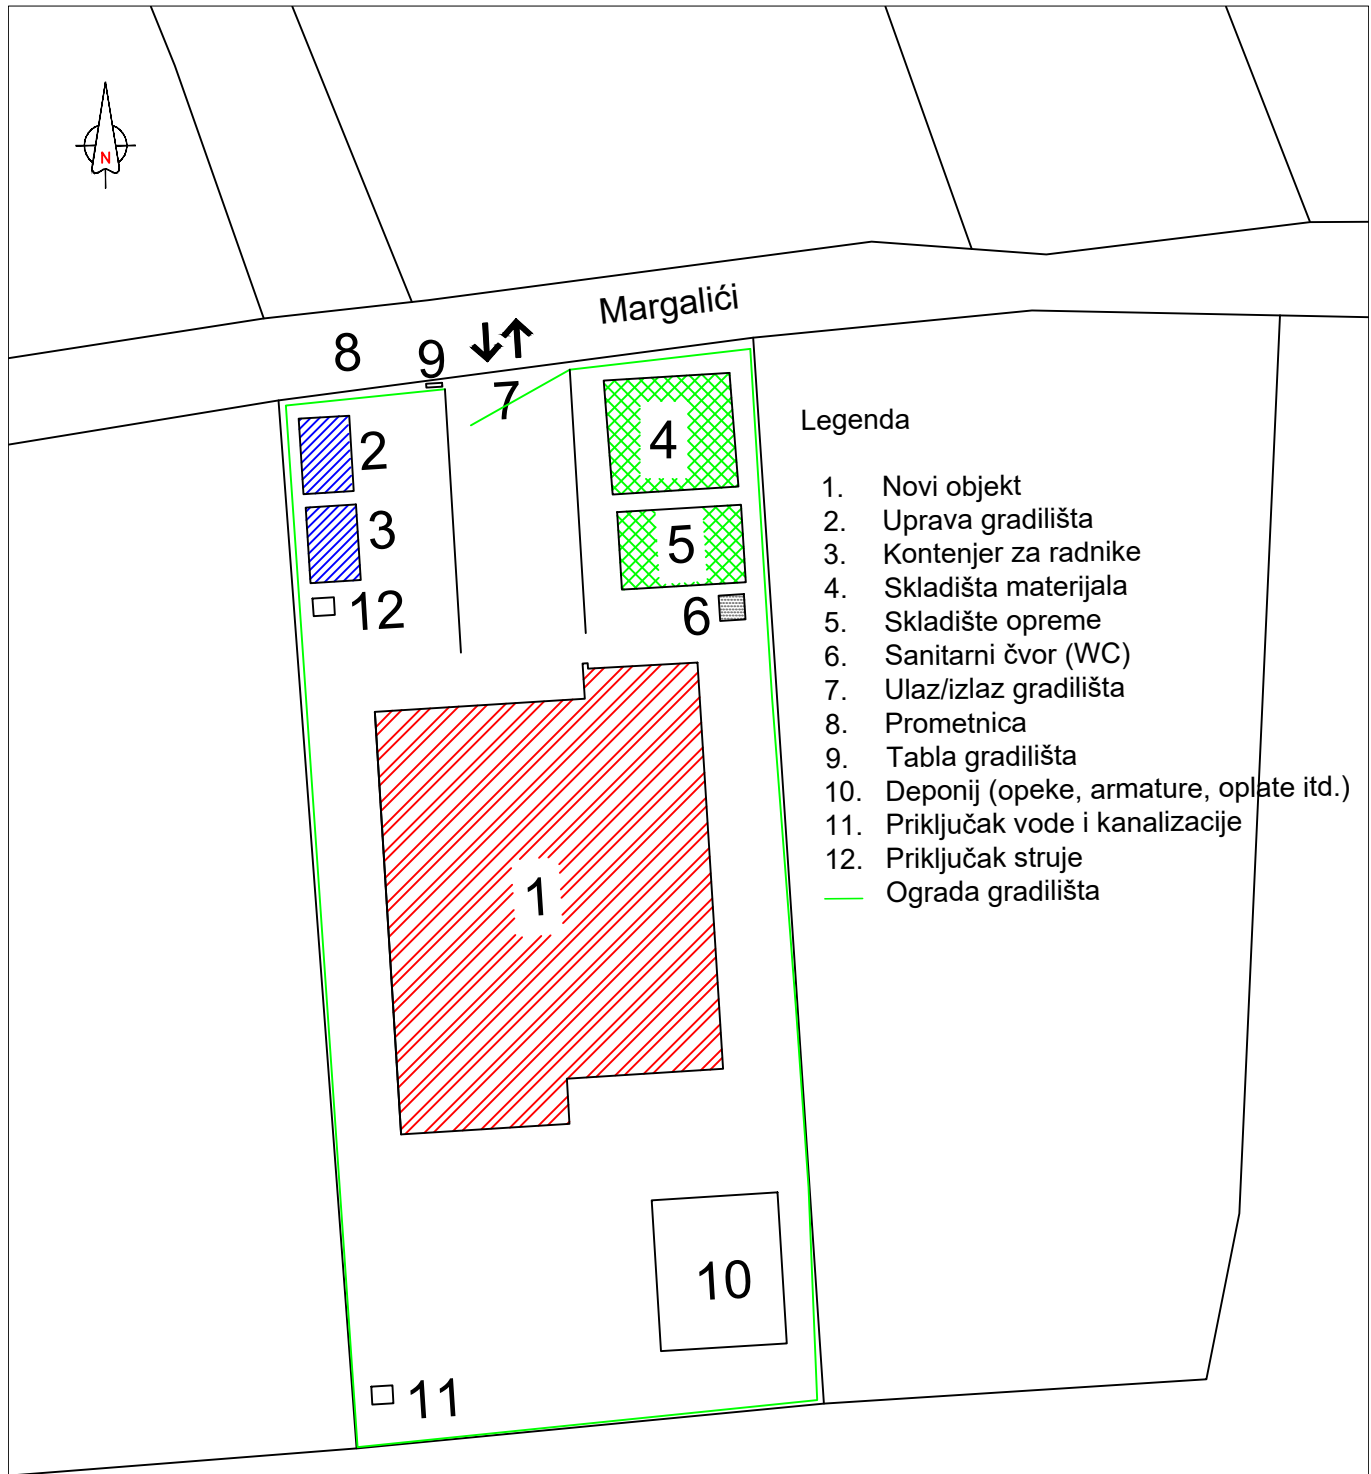 N
Margalići
8
9
7
2
4
3
5
12
6
Legenda
1. Novi objekt
2. Uprava gradilišta
3. Kontenjer za radnike
4. Skladišta materijala
5. Skladište opreme
6. Sanitarni čvor (WC)
7. Ulaz/izlaz gradilišta
8. Prometnica
9. Tabla gradilišta
10. Deponij (opeke, armature, oplate itd.)
11. Priključak vode i kanalizacije
12. Priključak struje
Ograda gradilišta
1
10
11